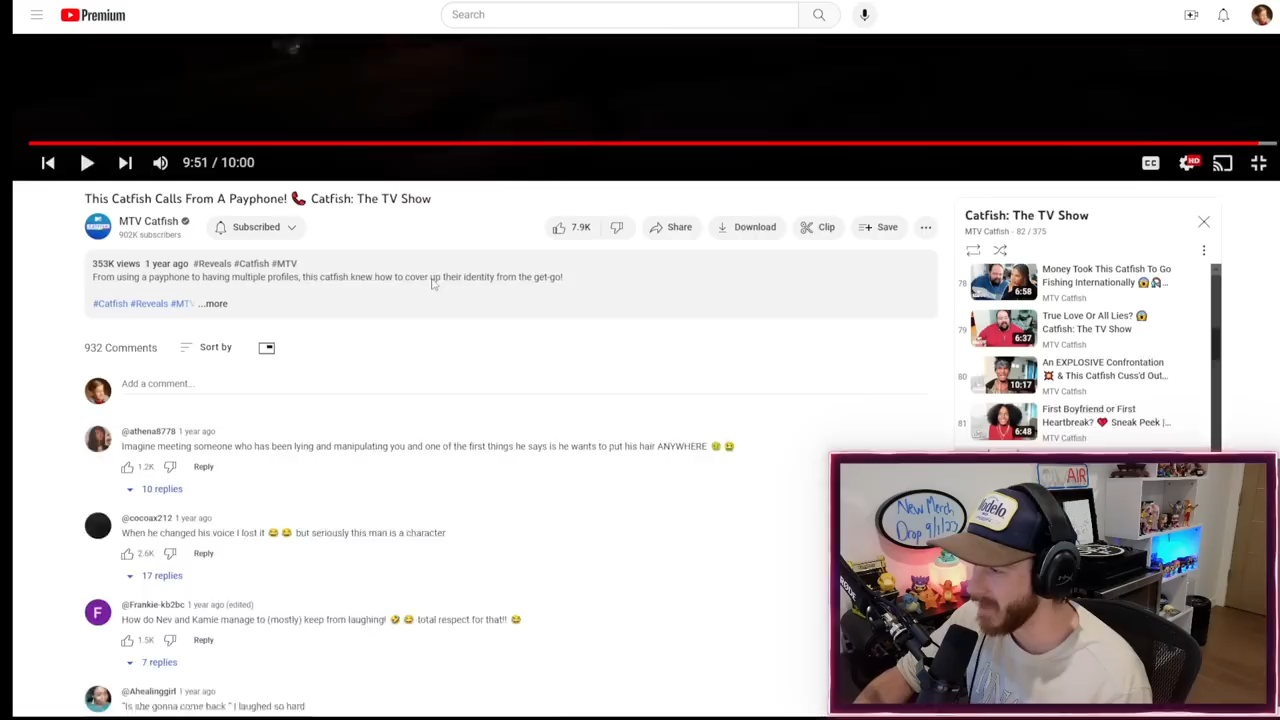 Premium
Search
9:51 / 10:00
CC
HD
This Catfish Calls From A Payphone! 📞 Catfish: The TV Show
MTV Catfish
902K subscribers
Subscribed
7.9K
Share
Download
Clip
Save
353K views 1 year ago #Reveals #Catfish #MTV
From using a payphone to having multiple profiles, this catfish knew how to cover up their identity from the get-go!
#Catfish #Reveals #MTV ...more
932 Comments
Sort by
Add a comment...
@athena8778 1 year ago
Imagine meeting someone who has been lying and manipulating you and one of the first things he says is he wants to put his hair ANYWHERE 🤢 🤢
1.2K
Reply
10 replies
@cocoax212 1 year ago
When he changed his voice I lost it 😂 😂 but seriously this man is a character
2.6K
Reply
17 replies
F
@Frankie-kb2bc 1 year ago (edited)
How do Nev and Kamie manage to (mostly) keep from laughing! 🤣 😂 total respect for that!! 😂
1.5K
Reply
7 replies
@Ahealinggirl 1 year ago
"Is she gonna come back " I laughed so hard
Catfish: The TV Show
MTV Catfish - 82 / 375
78
6:58
Money Took This Catfish To Go
Fishing Internationally 😱 🎣...
MTV Catfish
79
6:37
True Love Or All Lies? 😱
Catfish: The TV Show
MTV Catfish
80
10:17
An EXPLOSIVE Confrontation
💥 & This Catfish Cuss'd Out...
MTV Catfish
81
6:48
First Boyfriend or First
Heartbreak? ❤️ Sneak Peek |...
MTV Catfish
AIR
New Merch
Drop 9/1/23
Modelo